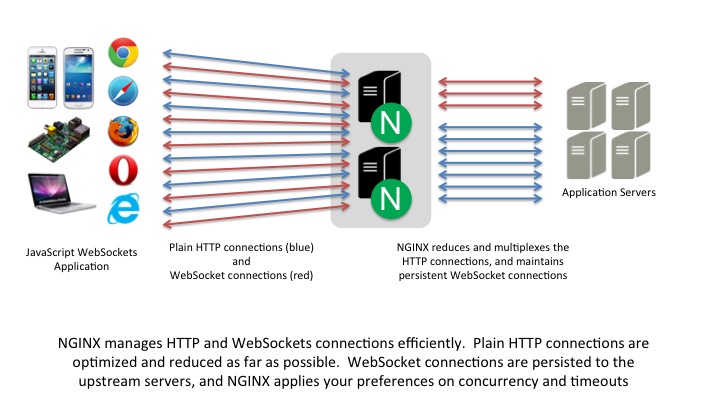 N
N
Application Servers
JavaScript WebSockets
Application
Plain HTTP connections (blue)
and
WebSocket connections (red)
NGINX reduces and multiplexes the
HTTP connections, and maintains
persistent WebSocket connections
NGINX manages HTTP and WebSockets connections efficiently.  Plain HTTP connections are
optimized and reduced as far as possible.  WebSocket connections are persisted to the
upstream servers, and NGINX applies your preferences on concurrency and timeouts